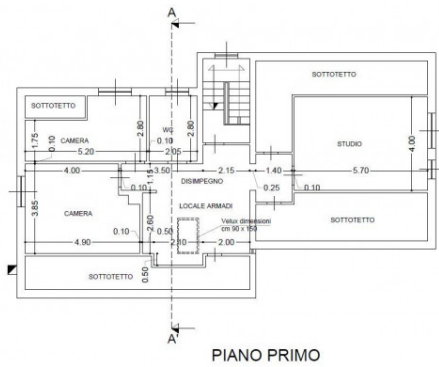 A
SOTTOTETTO
SOTTOTETTO
1.75
0.10
CAMERA
2.80
WC
0.10
2.80
STUDIO
4.00
5.20
2.05
4.00
3.50
2.15
1.40
5.70
0.10
1.15
DISIMPEGNO
0.25
0.10
3.85
CAMERA
LOCALE ARMADI
2.60
Velux dimensioni
cm 90 x 150
SOTTOTETTO
0.10
0.50
4.90
2.10
2.00
SOTTOTETTO
0.50
A'
PIANO PRIMO